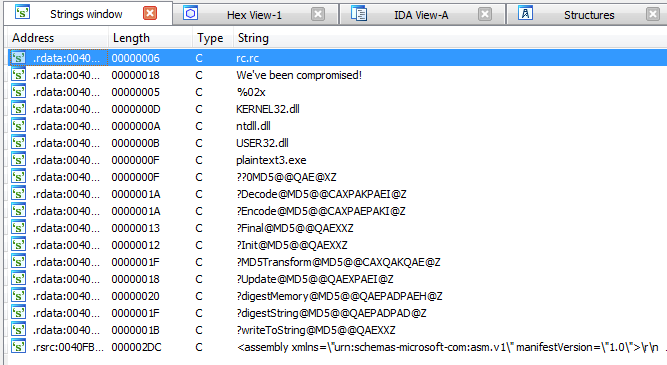 Strings window Hex View-1 IDA View-A Structures
Address Length Type String
.rdata:0040... 00000006 C rc.rc
.rdata:0040... 00000018 C We've been compromised!
.rdata:0040... 00000005 C %02x
.rdata:0040... 0000000D C KERNEL32.dll
.rdata:0040... 0000000A C ntdll.dll
.rdata:0040... 0000000B C USER32.dll
.rdata:0040... 0000000F C plaintext3.exe
.rdata:0040... 0000000F C ??0MD5@@QAE@XZ
.rdata:0040... 0000001A C ?Decode@MD5@@CAXPAKPAEI@Z
.rdata:0040... 0000001A C ?Encode@MD5@@CAXPAEPAKI@Z
.rdata:0040... 00000013 C ?Final@MD5@@QAEXXZ
.rdata:0040... 00000012 C ?Init@MD5@@QAEXXZ
.rdata:0040... 0000001F C ?MD5Transform@MD5@@CAXQAKQAE@Z
.rdata:0040... 00000018 C ?Update@MD5@@QAEXPAEI@Z
.rdata:0040... 00000020 C ?digestMemory@MD5@@QAEPADPAEH@Z
.rdata:0040... 0000001F C ?digestString@MD5@@QAEPADPAD@Z
.rdata:0040... 0000001B C ?writeToString@MD5@@QAEXXZ
.rsrc:0040FB... 000002DC C <assembly xmlns=\"urn:schemas-microsoft-com:asm.v1\" manifestVersion=\"1.0\">\r\n .